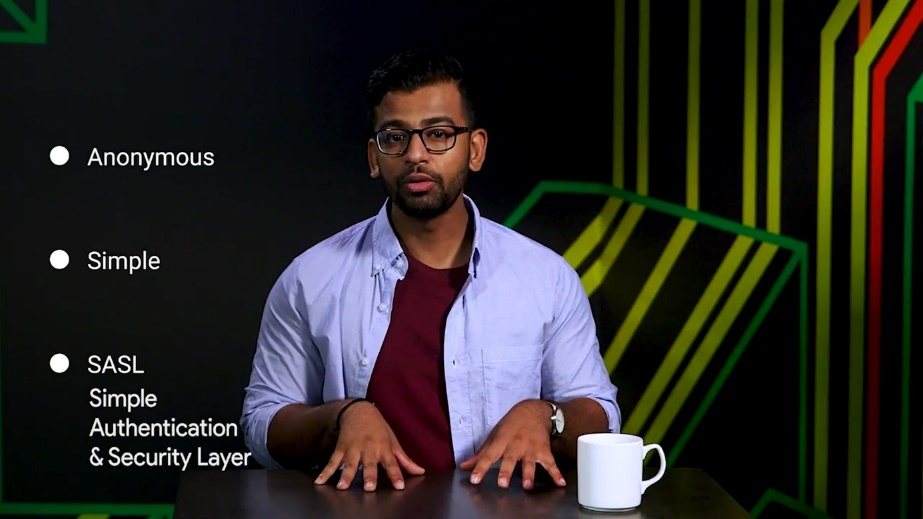 Anonymous
Simple
SASL
Simple
Authentication
& Security Layer